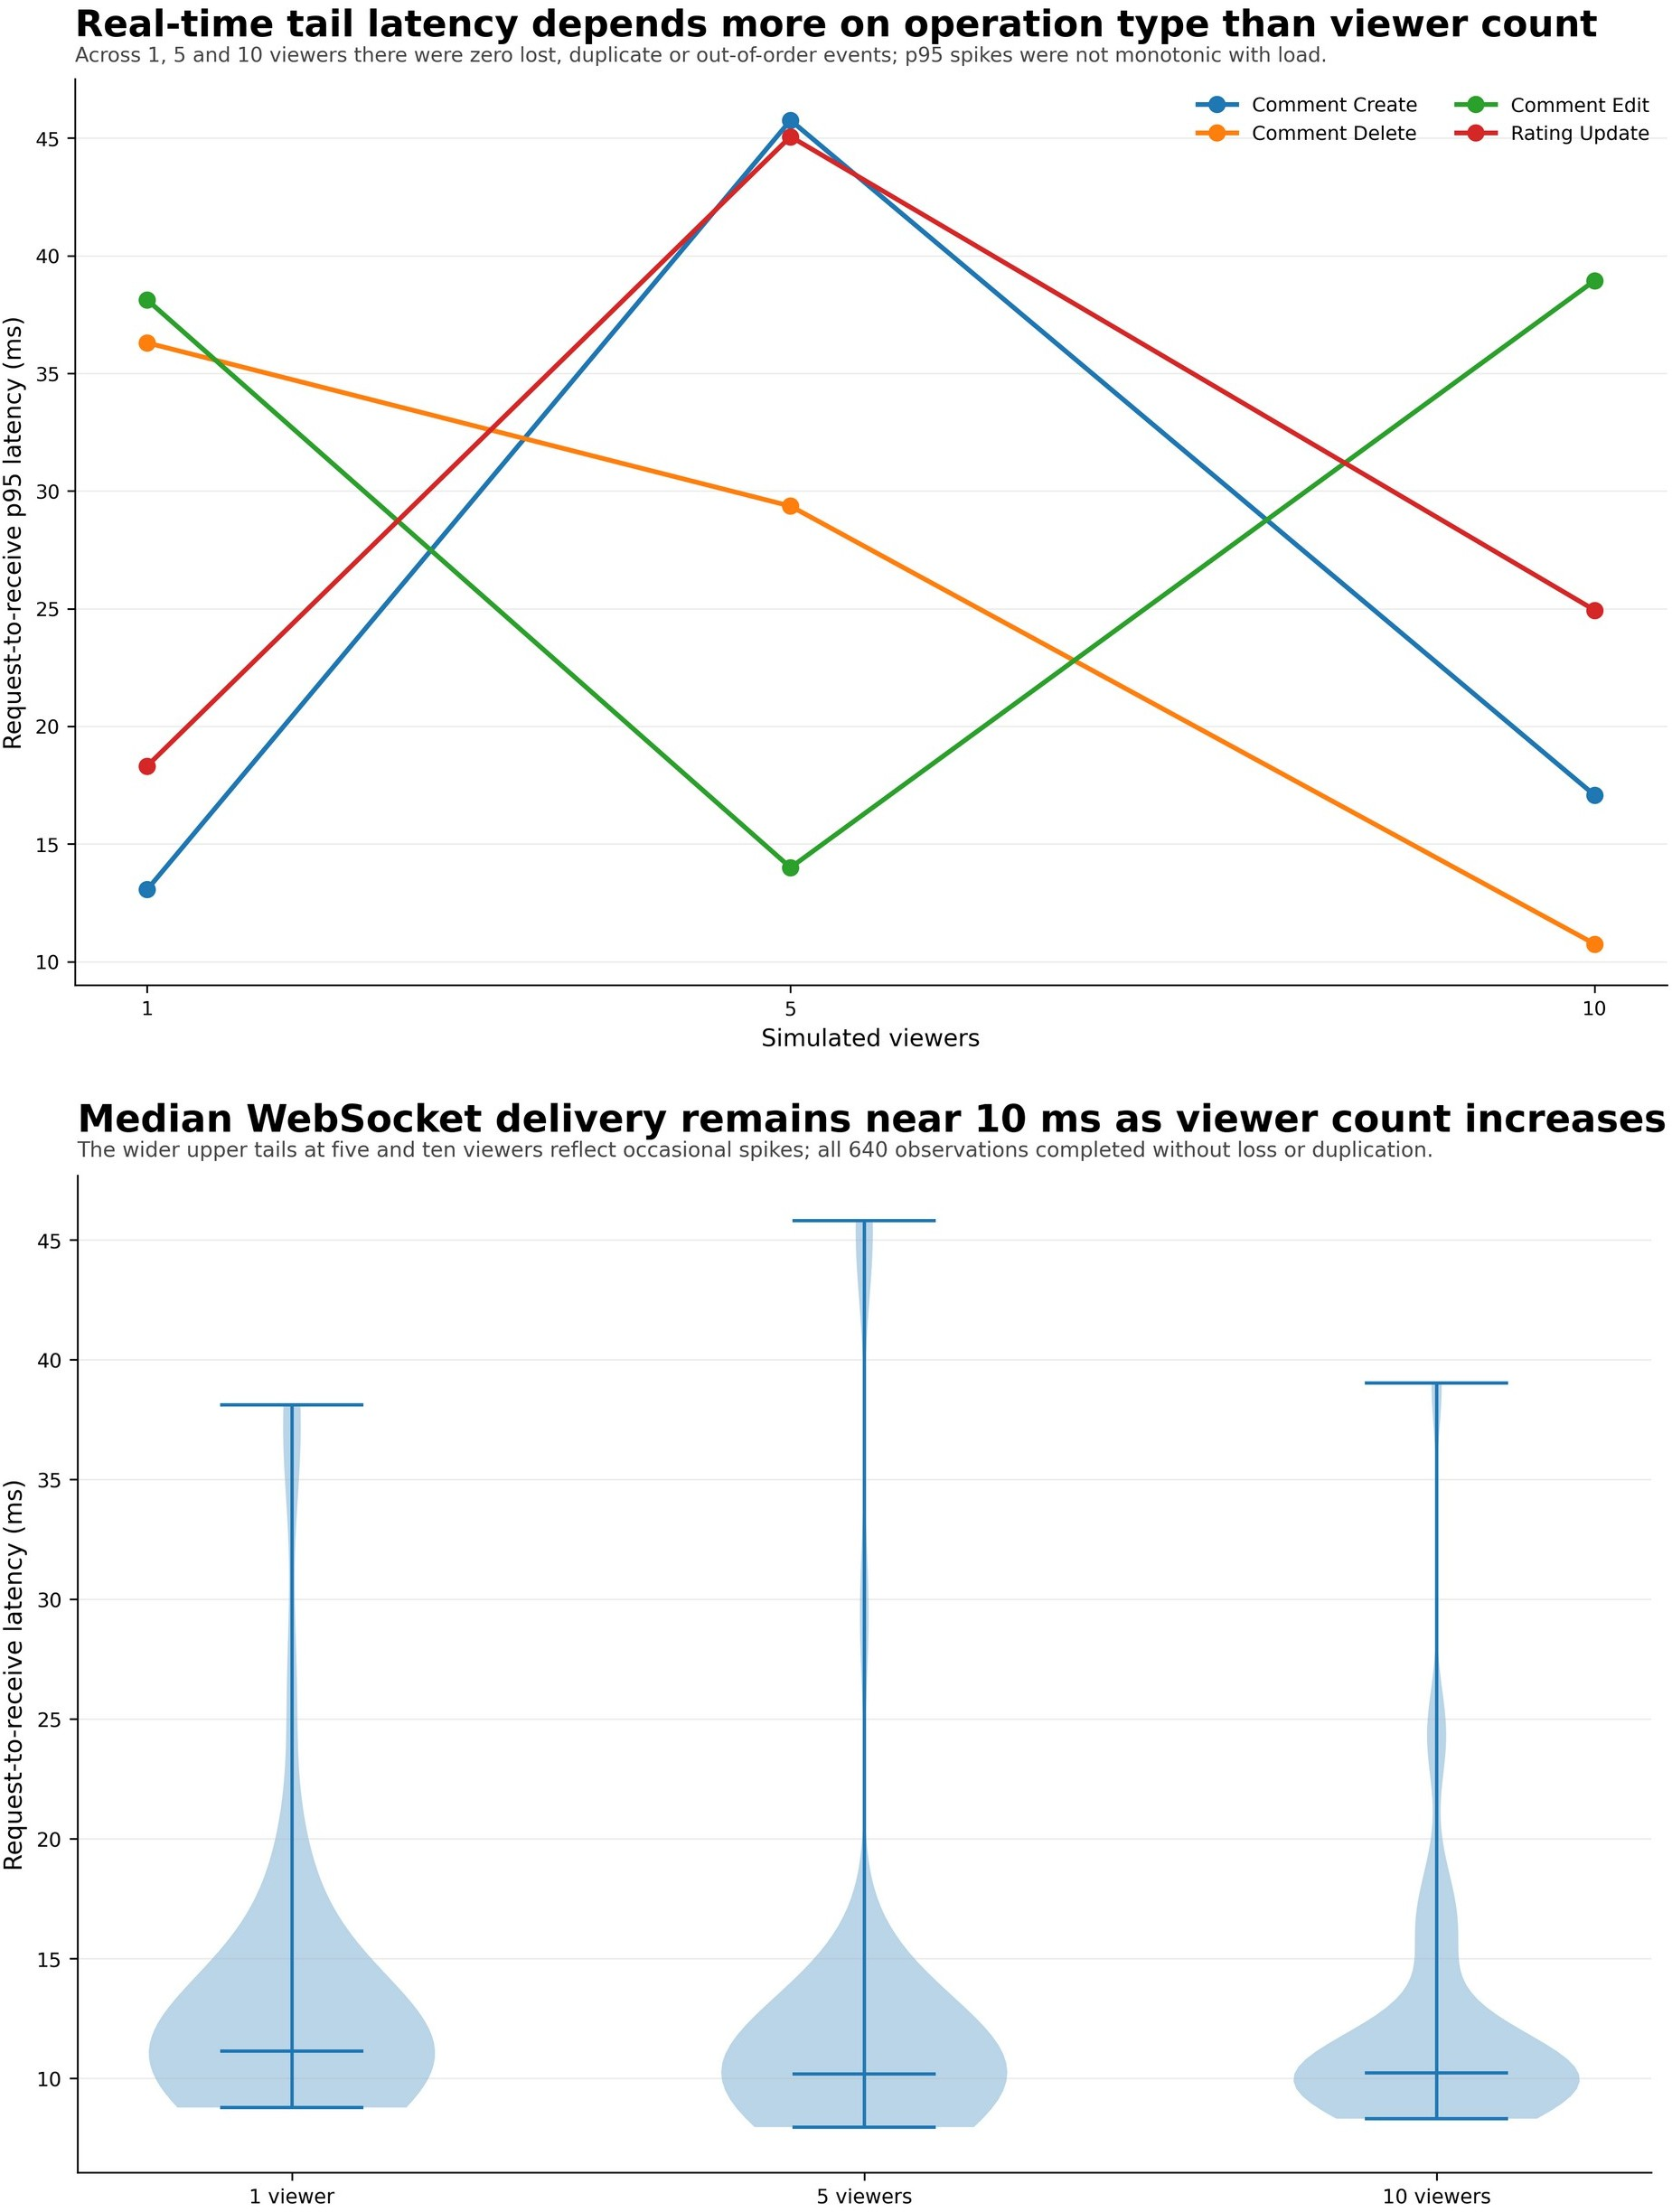 Real-time tail latency depends more on operation type than viewer count
Across 1, 5 and 10 viewers there were zero lost, duplicate or out-of-order events; p95 spikes were not monotonic with load.
Comment Create
Comment Delete
Comment Edit
Rating Update
Request-to-receive p95 latency (ms)
45
40
35
30
25
20
15
10
1
5
10
Simulated viewers
Median WebSocket delivery remains near 10 ms as viewer count increases
The wider upper tails at five and ten viewers reflect occasional spikes; all 640 observations completed without loss or duplication.
Request-to-receive latency (ms)
45
40
35
30
25
20
15
10
1 viewer
5 viewers
10 viewers